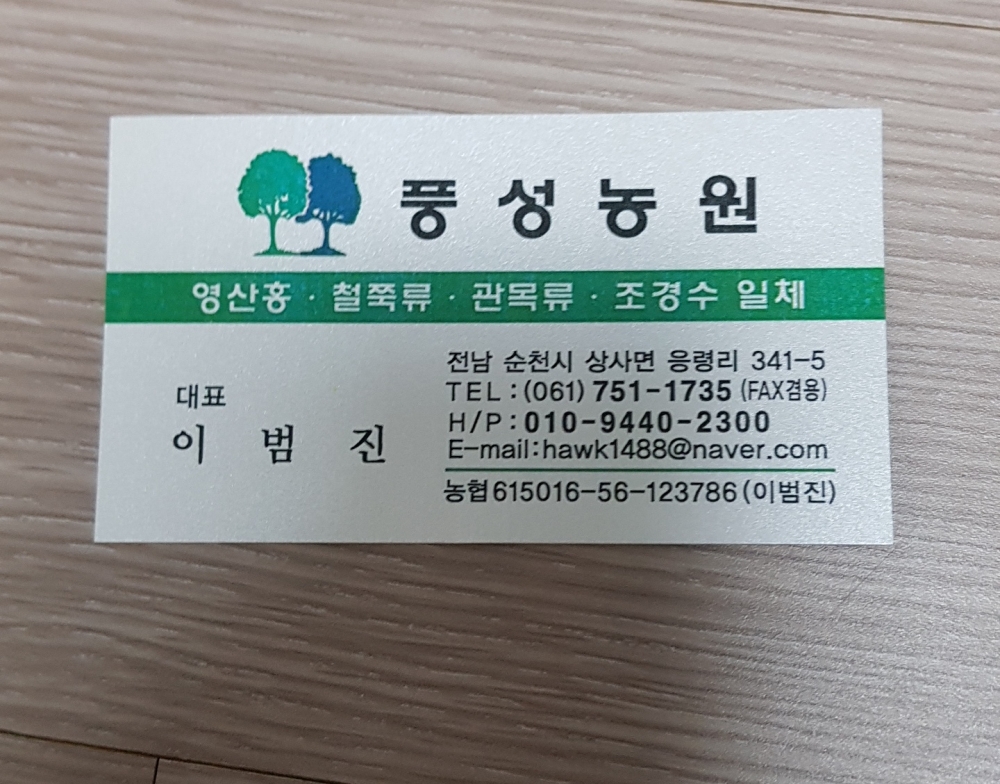 풍성농원
영산홍 · 철쭉류 · 관목류 · 조경수 일체
대표
이 범 진
전남 순천시 상사면 응령리 341-5
TEL : (061) 751-1735 (FAX겸용)
H/P : 010-9440-2300
E-mail:hawk1488@naver.com
농협 615016-56-123786 (이범진)